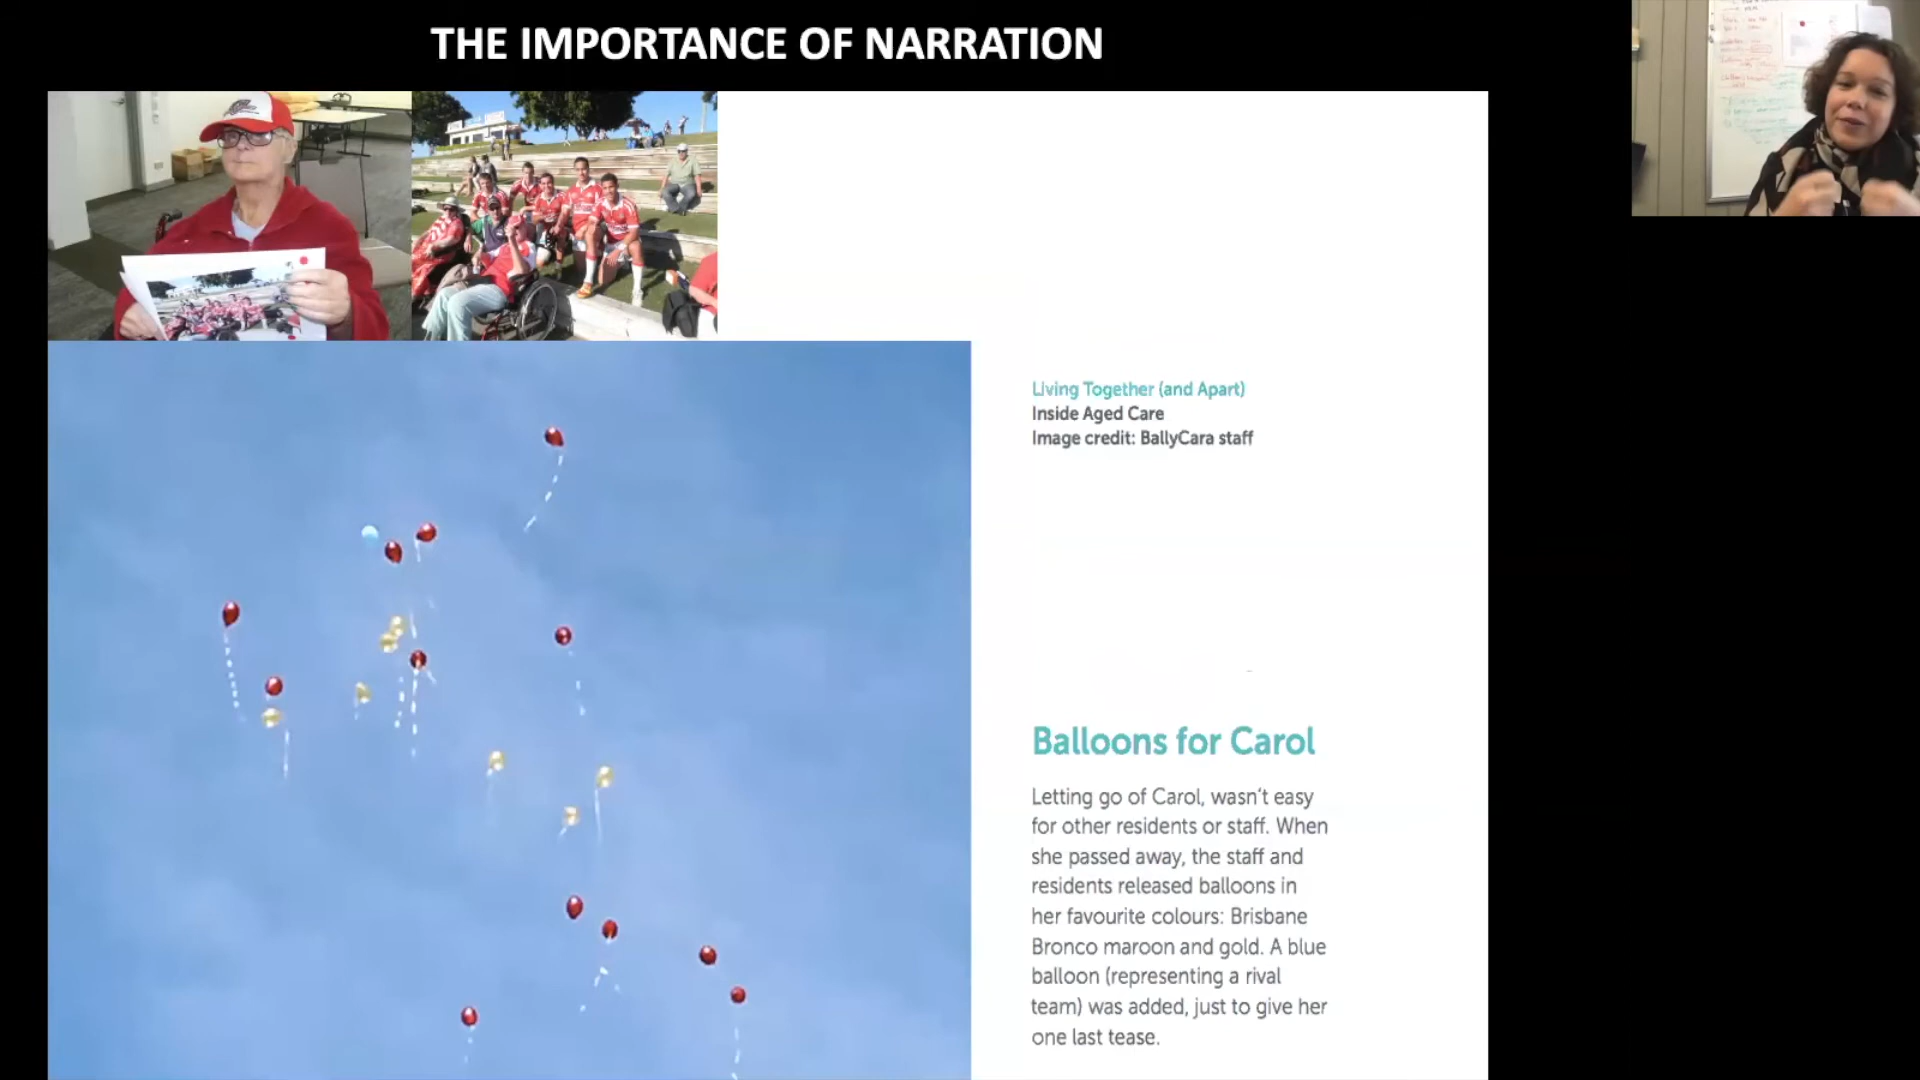 THE IMPORTANCE OF NARRATION
Living Together (and Apart)
Inside Aged Care
Image credit: BallyCara staff
Balloons for Carol
Letting go of Carol, wasn't easy
for other residents or staff. When
she passed away, the staff and
residents released balloons in
her favourite colours: Brisbane
Bronco maroon and gold. A blue
balloon (representing a rival
team) was added, just to give her
one last tease.